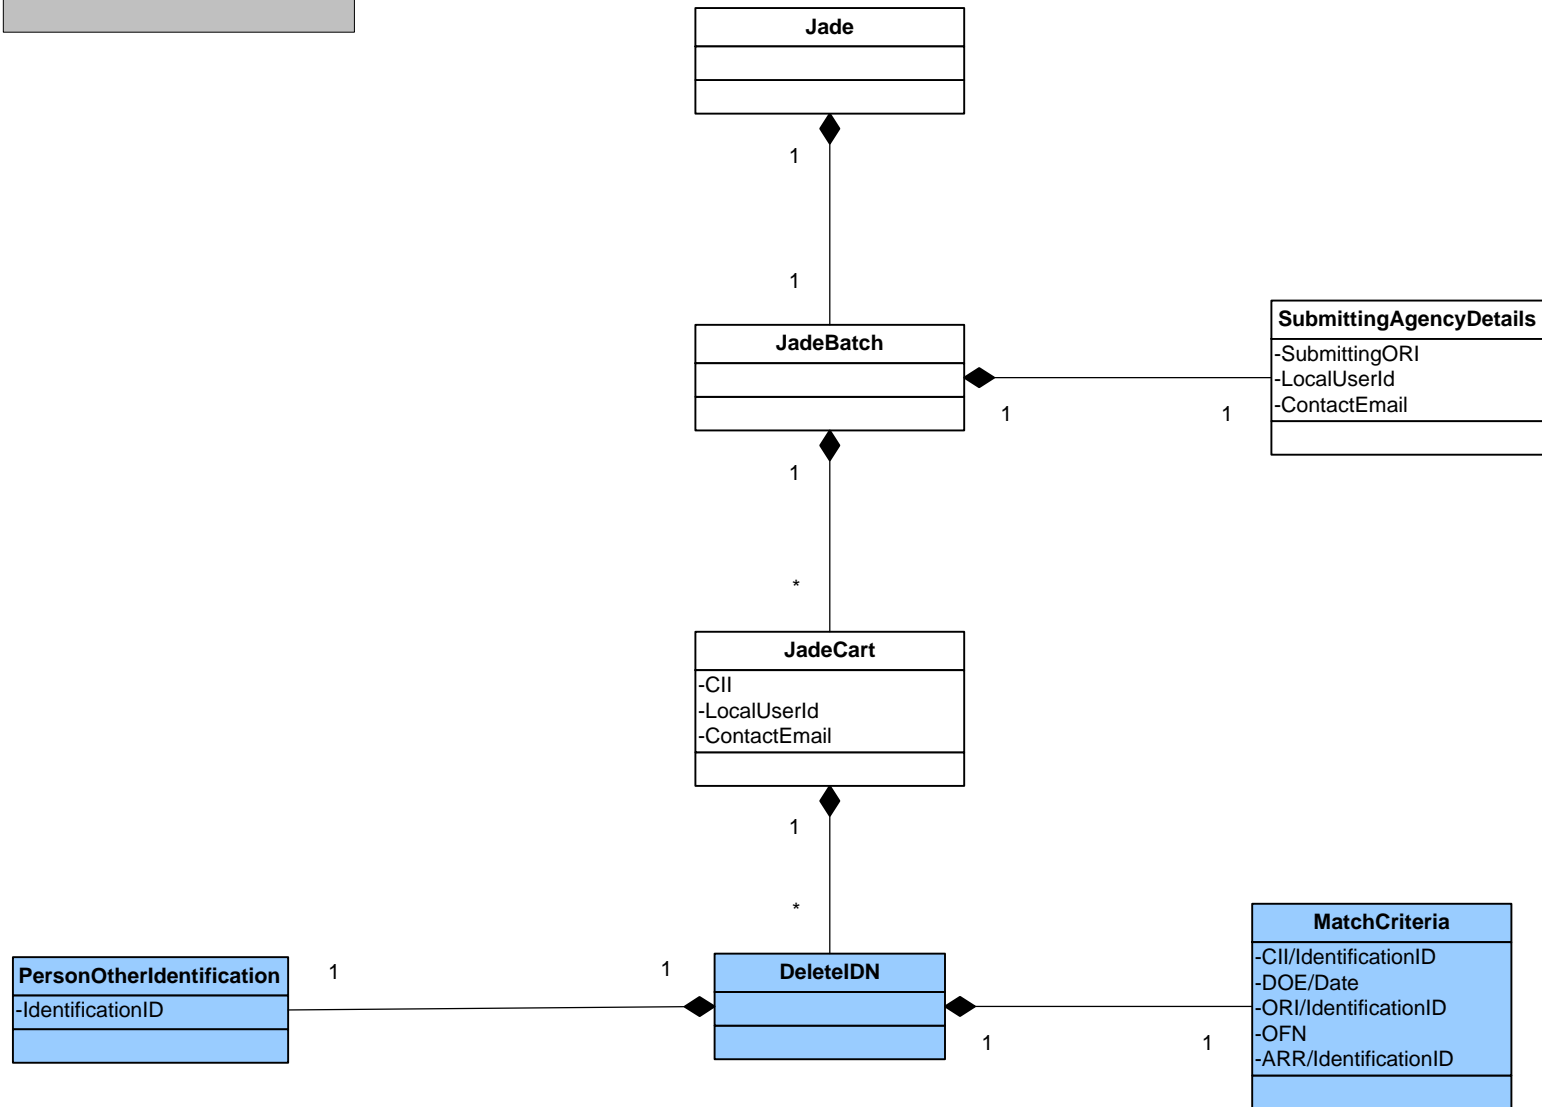 Jade
1
1
JadeBatch
1
1
SubmittingAgencyDetails
-SubmittingORI
-LocalUserId
-ContactEmail
1
*
JadeCart
-CII
-LocalUserId
-ContactEmail
1
*
PersonOtherIdentification
-IdentificationID
1
1
DeleteIDN
1
1
MatchCriteria
-CII/IdentificationID
-DOE/Date
-ORI/IdentificationID
-OFN
-ARR/IdentificationID